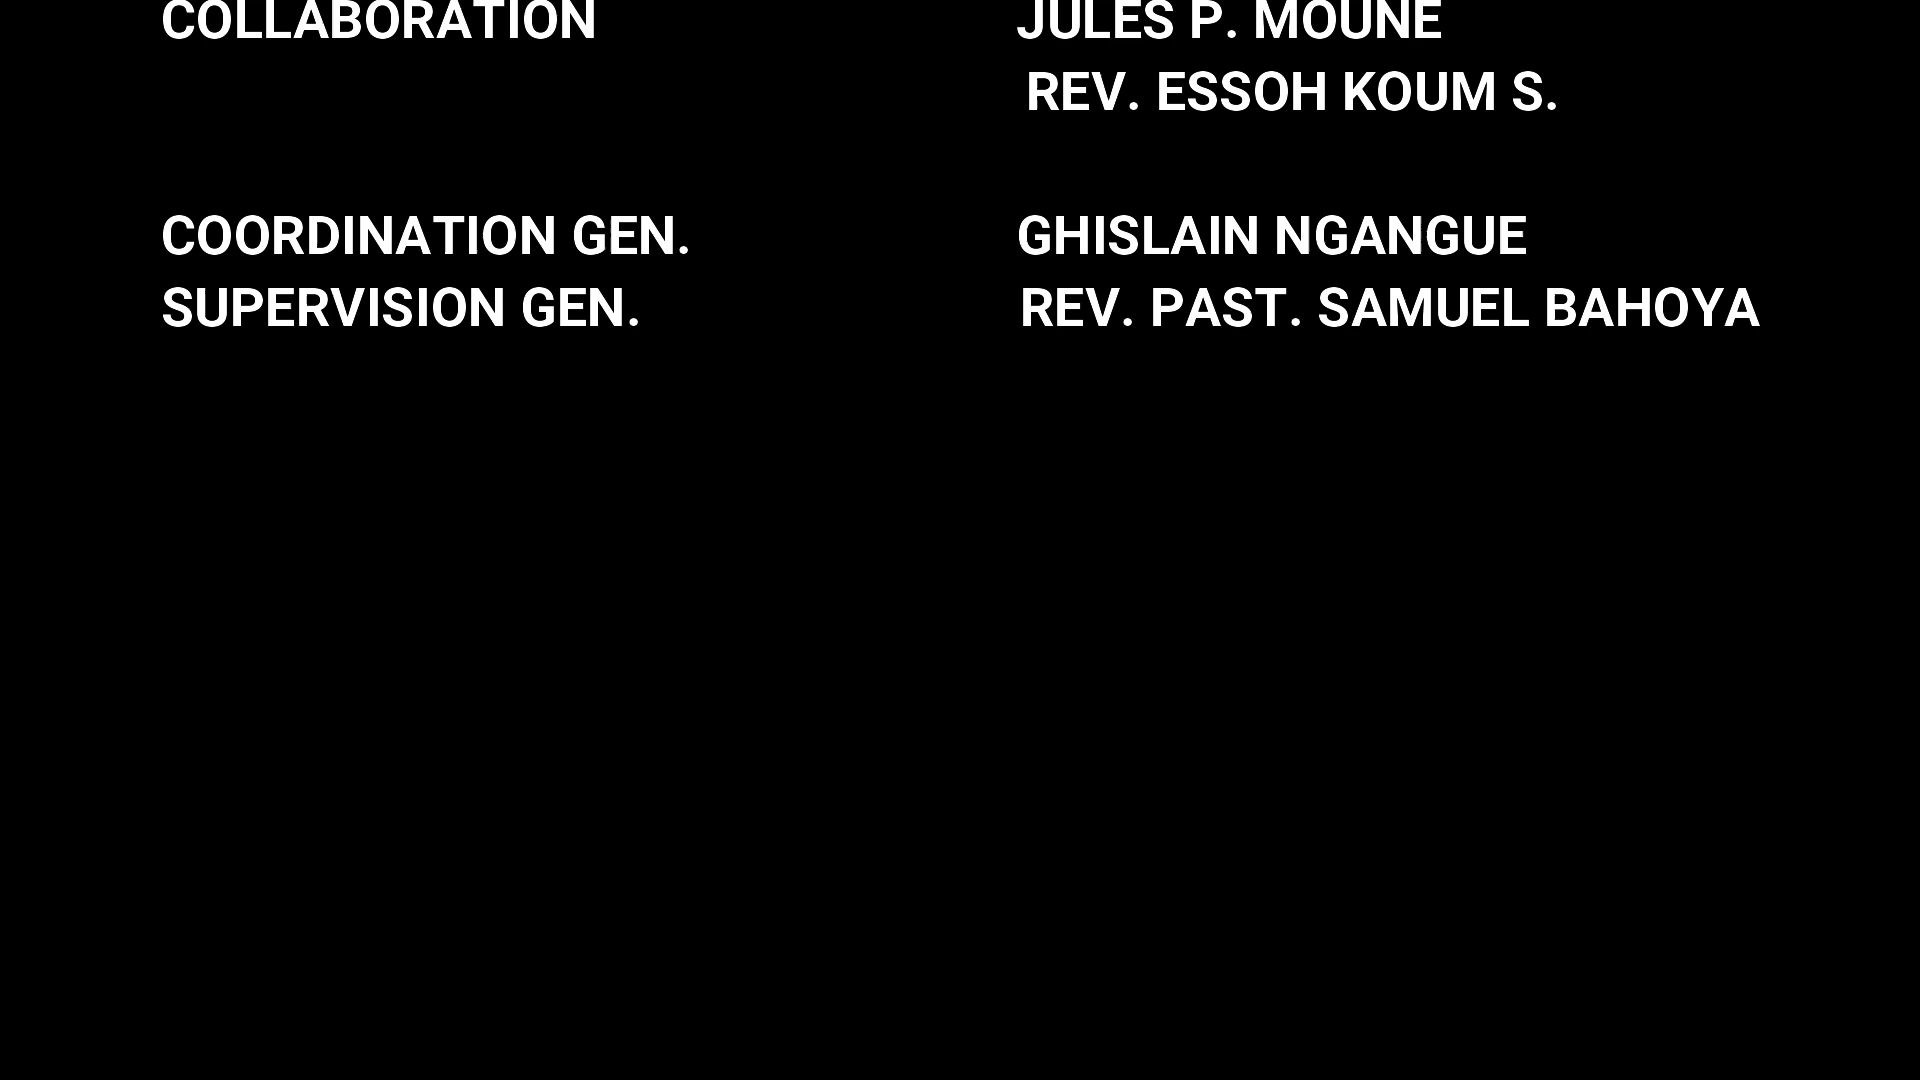 COLLABORATION JULES P. MOUNE
REV. ESSOH KOUM S.
COORDINATION GEN. GHISLAIN NGANGUE
SUPERVISION GEN. REV. PAST. SAMUEL BAHOYA